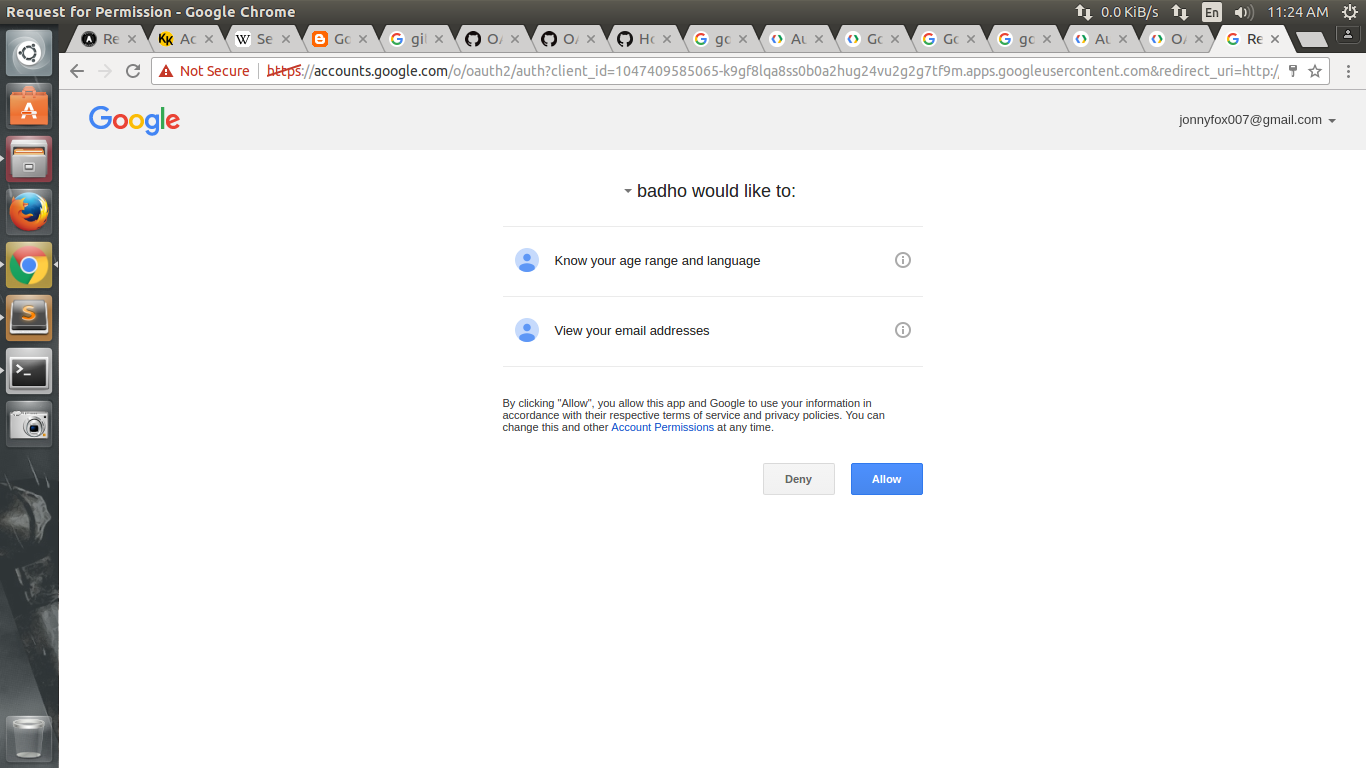 Request for Permission - Google Chrome
0.0 KiB/s
En
11:24 AM
Re
Ac
Se
Go
gi
O
O
Ho
go
Au
Go
Go
go
Au
O
Re
Not Secure
https://accounts.google.com/o/oauth2/auth?client_id=1047409585065-k9gf8lqa8ss0b0a2hug24vu2g2g7tf9m.apps.googleusercontent.com&redirect_uri=http:/
Google
jonnyfox007@gmail.com
badho would like to:
Know your age range and language
View your email addresses
By clicking "Allow", you allow this app and Google to use your information in
accordance with their respective terms of service and privacy policies. You can
change this and other Account Permissions at any time.
Deny
Allow